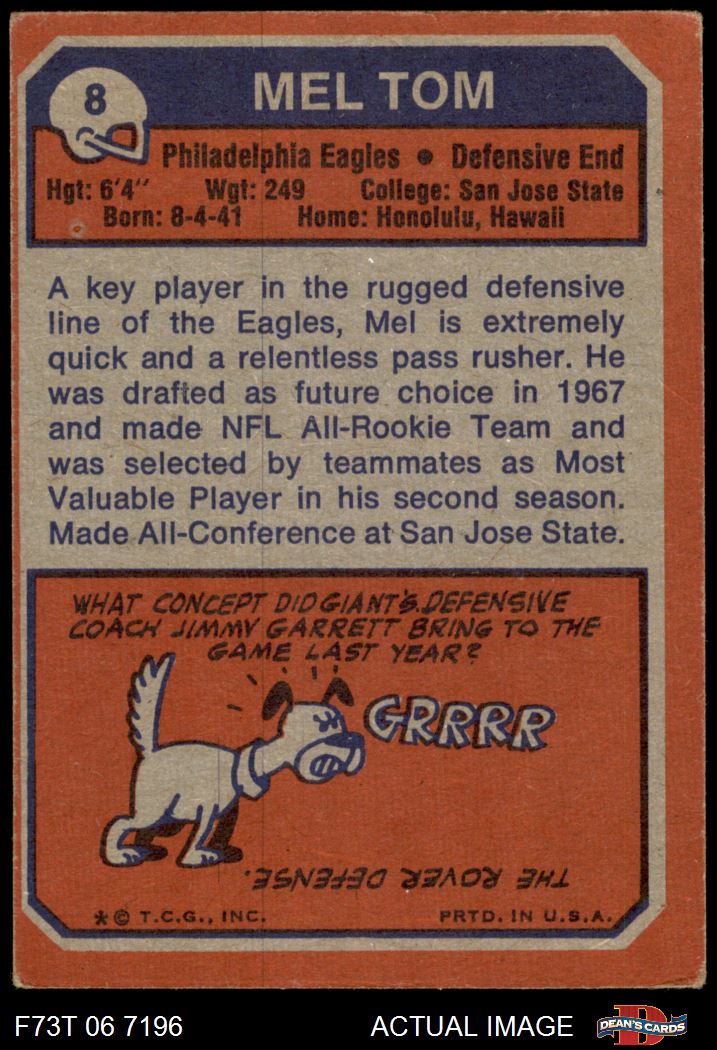 8
MEL TOM
Philadelphia Eagles • Defensive End
Hgt: 6'4" Wgt: 249 College: San Jose State
Born: 8-4-41 Home: Honolulu, Hawaii
A key player in the rugged defensive
line of the Eagles, Mel is extremely
quick and a relentless pass rusher. He
was drafted as future choice in 1967
and made NFL All-Rookie Team and
was selected by teammates as Most
Valuable Player in his second season.
Made All-Conference at San Jose State.
WHAT CONCEPT DID GIANT'S DEFENSIVE
COACH JIMMY GARRETT BRING TO THE
GAME LAST YEAR?
GRRRR
THE ROVER DEFENSE.
* © T.C.G., INC. PRTD. IN U.S.A.
F73T 06 7196 ACTUAL IMAGE D DEAN'S CARDS